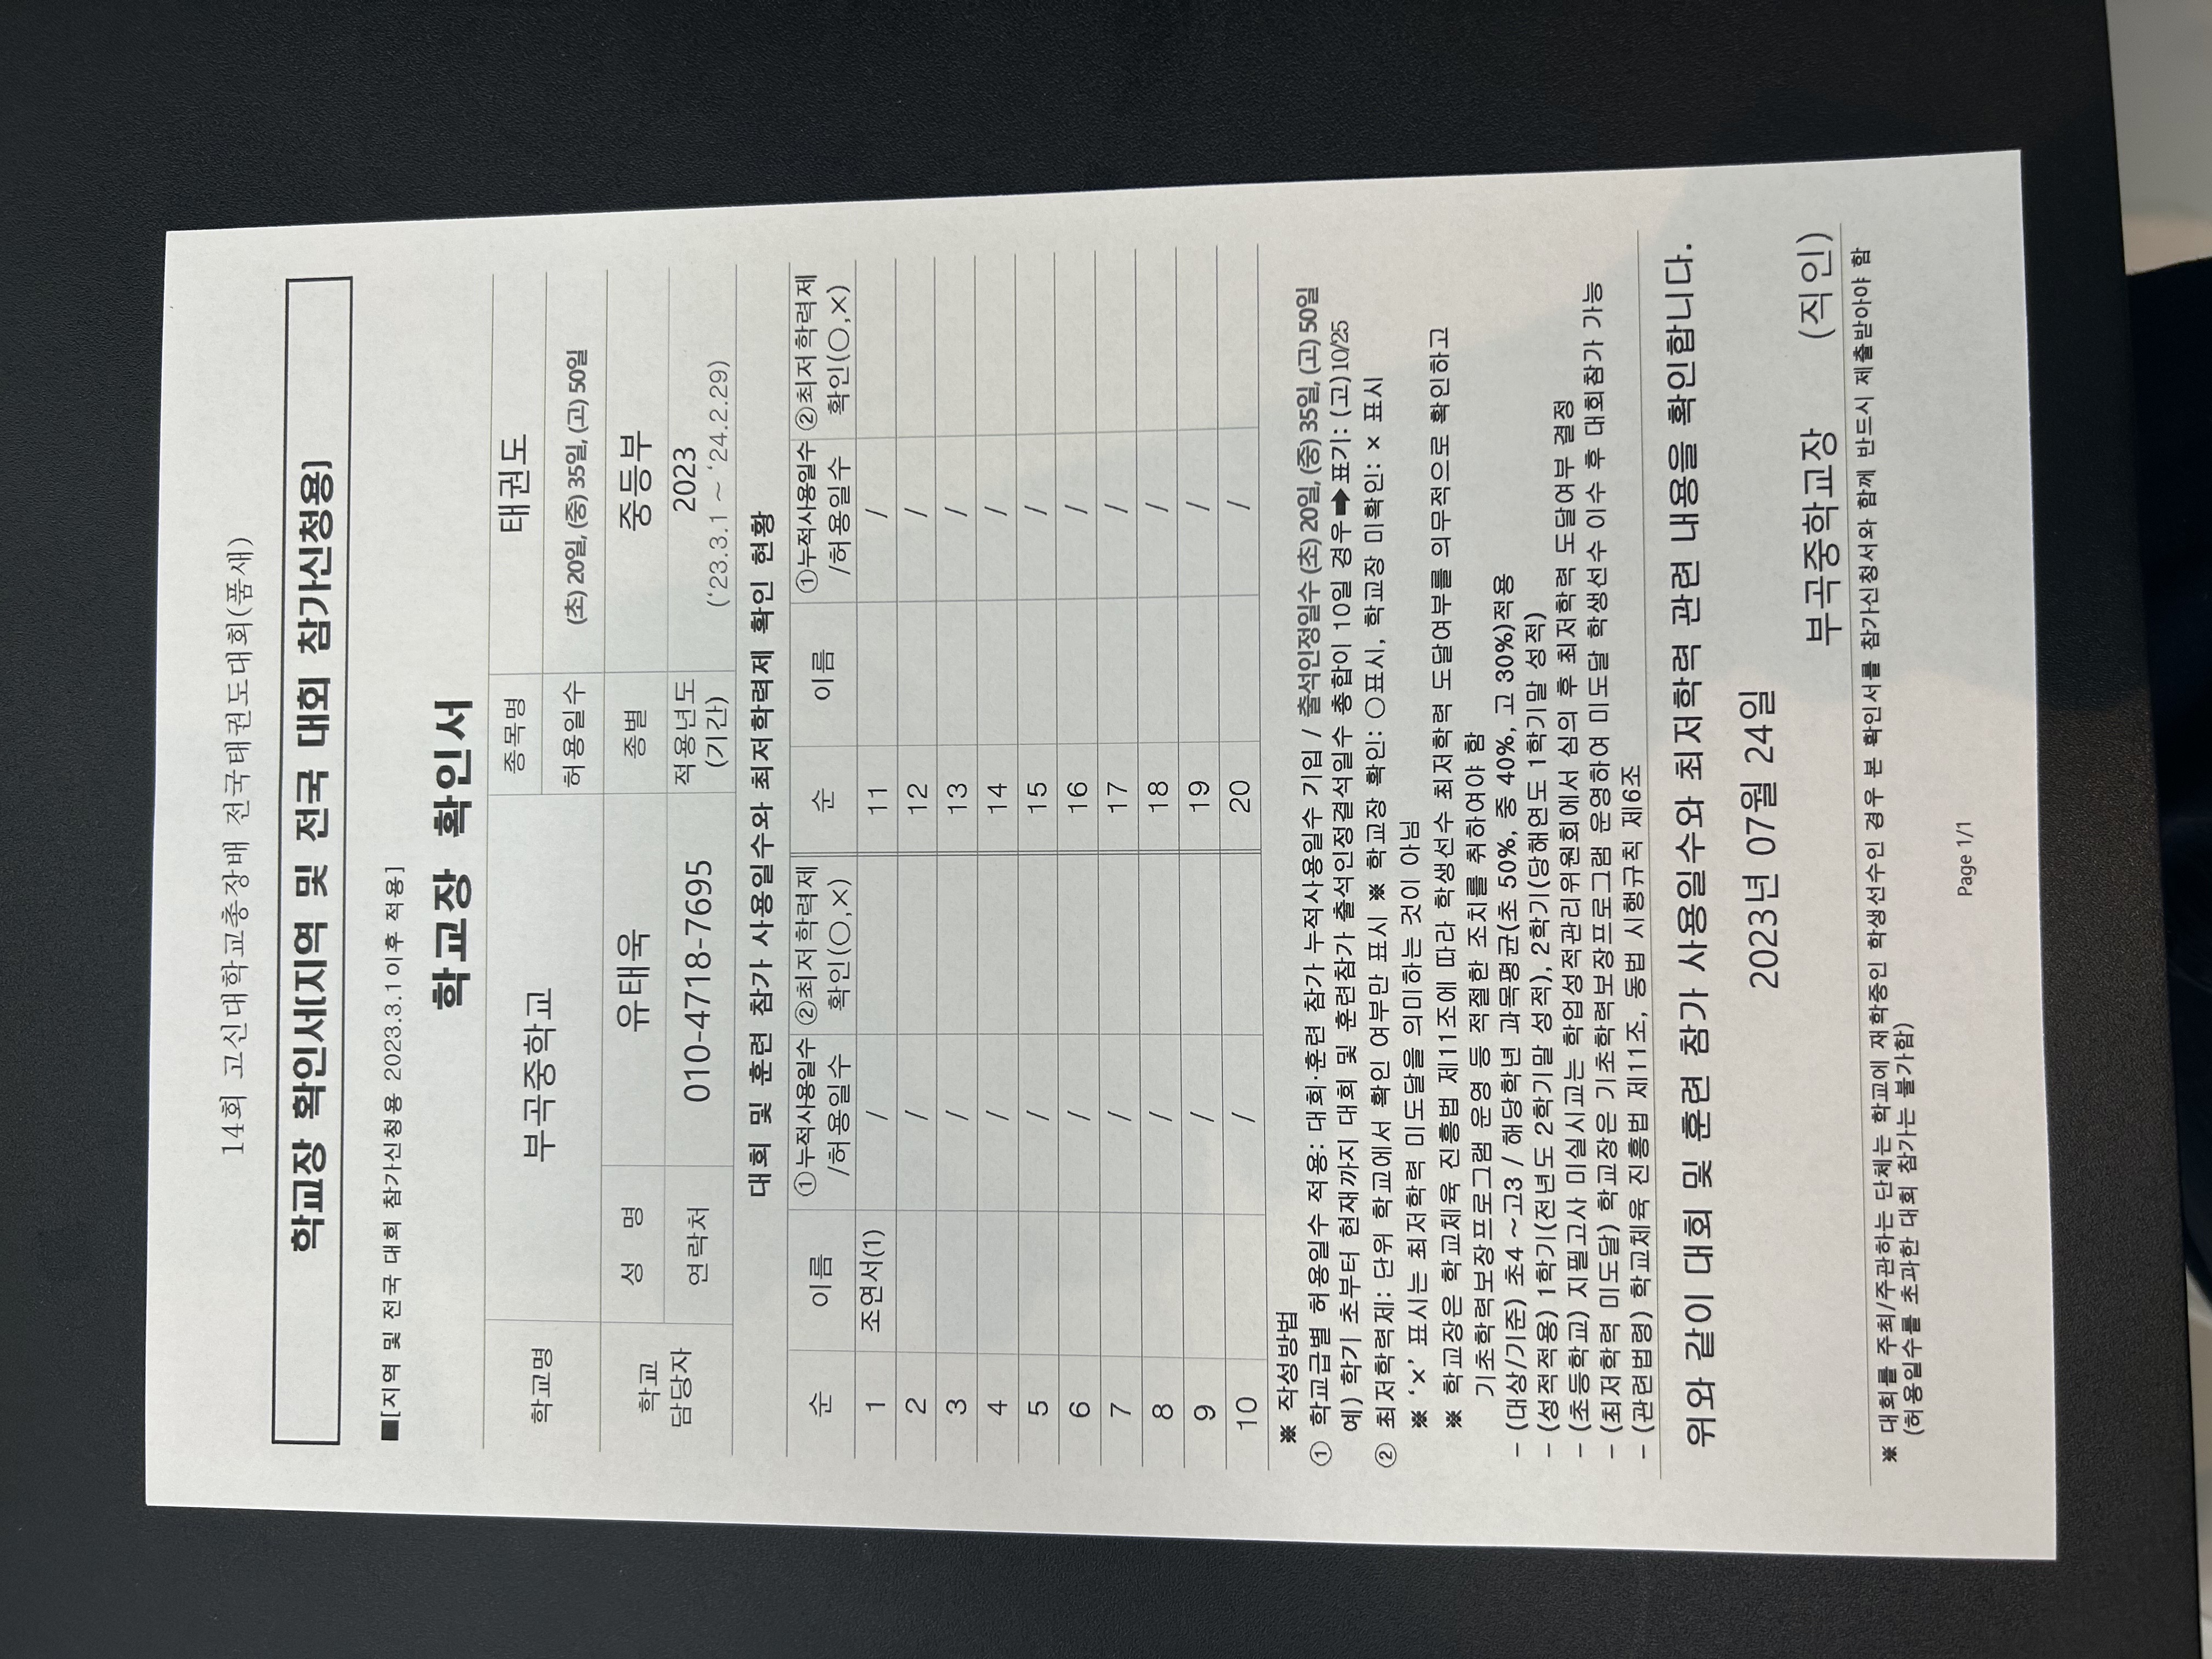 14회 고신대학교총장배 전국태권도대회(품새)
학교장 확인서[지역 및 전국 대회 참가신청용]
■[지역 및 전국 대회 참가신청용 2023.3.1이후 적용]
학교장 확인서
학교명 부곡중학교 종목명 태권도
허용일수 (초) 20일, (중) 35일, (고) 50일
학교 담당자 성 명 유태욱 종별 중등부
연락처 010-4718-7695 적용년도 (기간) 2023 (‘23.3.1 ~ ‘24.2.29)
대회 및 훈련 참가 사용일수와 최저학력제 확인 현황
순 이름 ①누적사용일수 /허용일수 ②최저학력제 확인(○,×) 순 이름 ①누적사용일수 /허용일수 ②최저학력제 확인(○,×)
1 조연서(1) / 11 /
2 / 12 /
3 / 13 /
4 / 14 /
5 / 15 /
6 / 16 /
7 / 17 /
8 / 18 /
9 / 19 /
10 / 20 /
※ 작성방법
① 학교급별 허용일수 적용: 대회·훈련 참가 누적사용일수 기입 / 출석인정일수 (초) 20일, (중) 35일, (고) 50일
예) 학기 초부터 현재까지 대회 및 훈련참가 출석인정결석일수 총합이 10일 경우➡표기: (고)10/25
② 최저학력제: 단위 학교에서 확인 여부만 표시 ※ 학교장 확인: ○표시, 학교장 미확인: × 표시
※ ‘×’ 표시는 최저학력 미도달을 의미하는 것이 아님
※ 학교장은 학교체육 진흥법 제11조에 따라 학생선수 최저학력 도달여부를 의무적으로 확인하고
기초학력보장프로그램 운영 등 적절한 조치를 취하여야 함
- (대상/기준) 초4 ~고3 / 해당학년 과목평균(초 50%, 중 40%, 고 30%)적용
- (성적적용) 1학기(전년도 2학기말 성적), 2학기(당해연도 1학기말 성적)
- (초등학교) 지필고사 미실시교는 학업성적관리위원회에서 심의 후 최저학력 도달여부 결정
- (최저학력 미도달) 학교장은 기초학력보장프로그램 운영하여 미도달 학생선수 이수 후 대회참가 가능
- (관련법령) 학교체육 진흥법 제11조, 동법 시행규칙 제6조
위와 같이 대회 및 훈련 참가 사용일수와 최저학력 관련 내용을 확인합니다.
2023년 07월 24일
부곡중학교장 (직인)
※ 대회를 주최/주관하는 단체는 학교에 재학중인 학생선수인 경우 본 확인서를 참가신청서와 함께 반드시 제출받아야 함
(허용일수를 초과한 대회 참가는 불가함)
Page 1/1